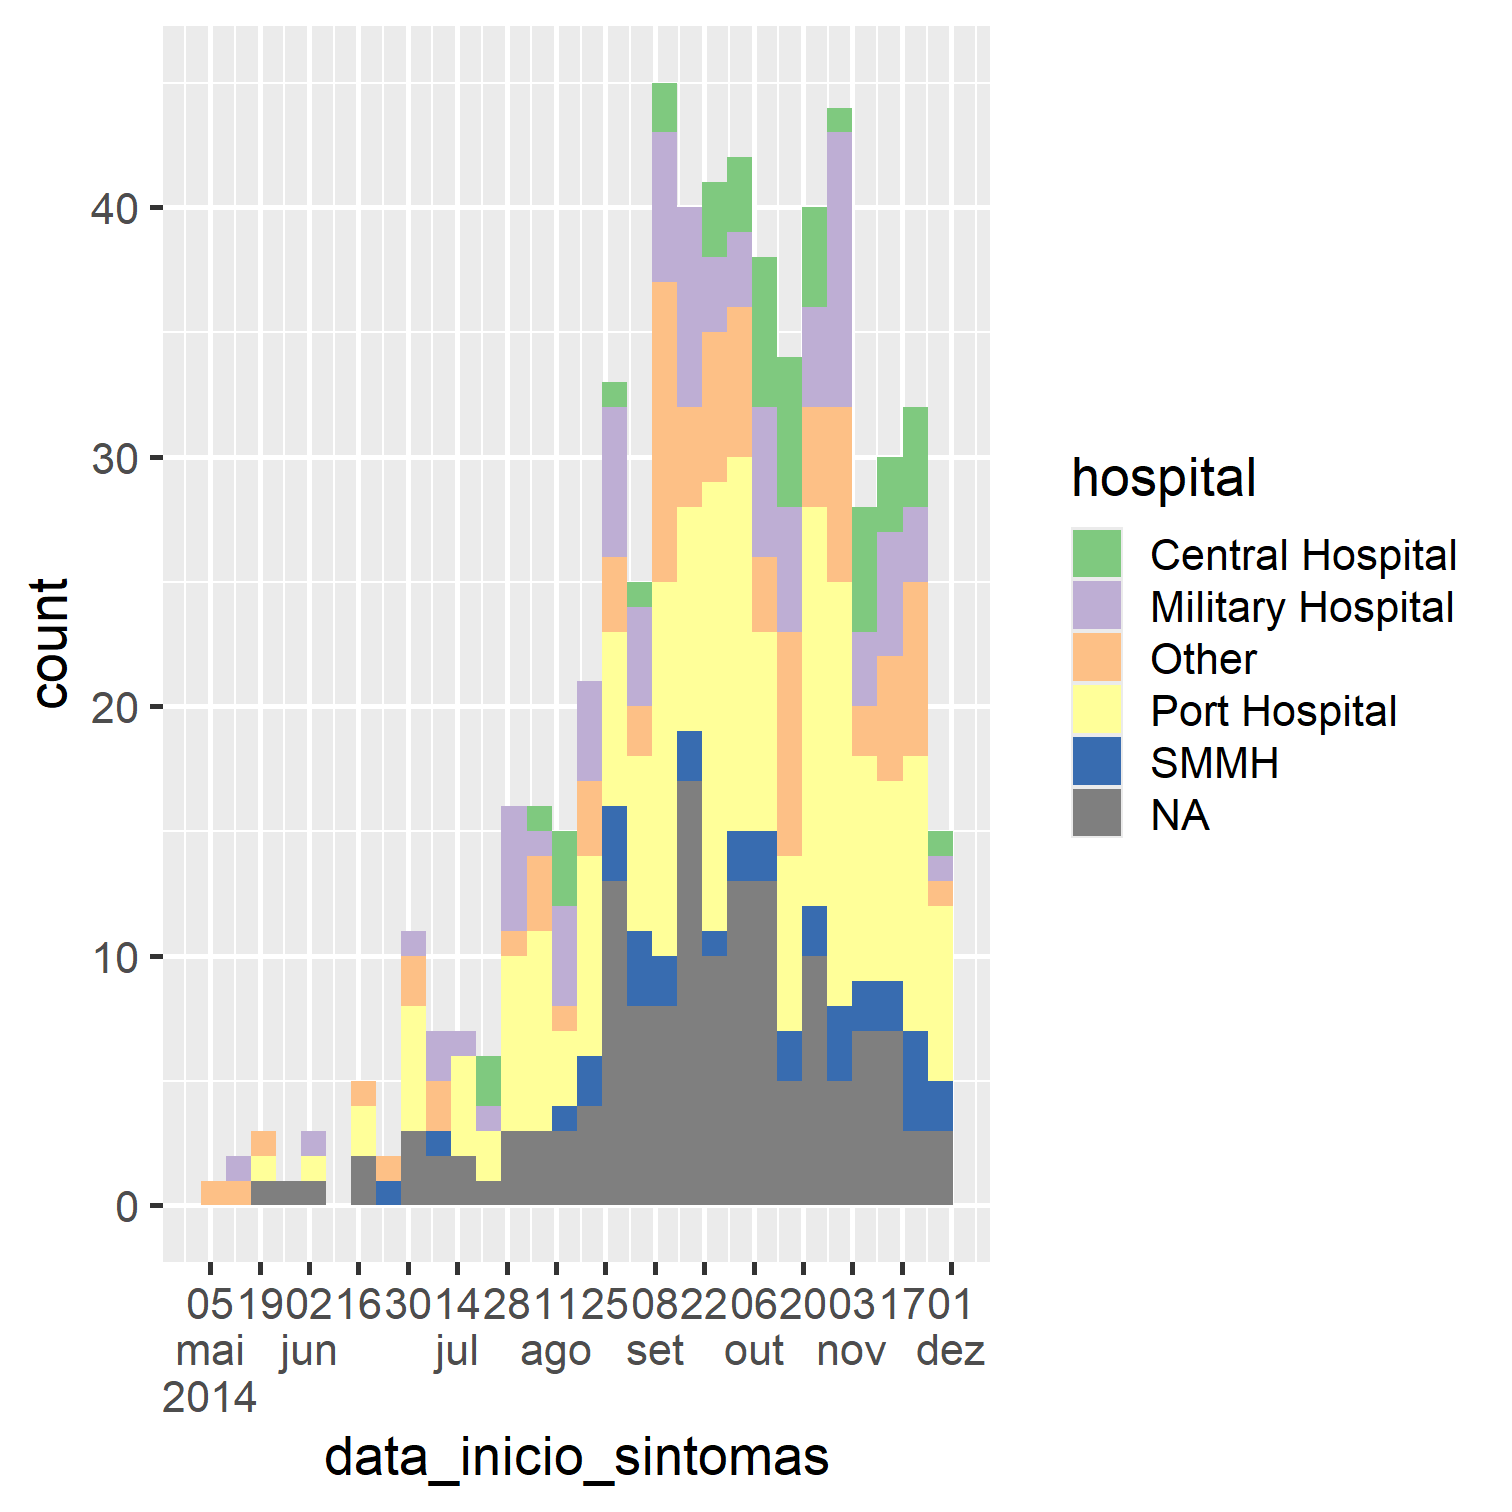 count
40
30
20
10
0
05 19 02 16 30 14 28 11 25 08 22 06 20 03 17 01
mai jun jul ago set out nov dez
2014
data_inicio_sintomas
hospital
Central Hospital
Military Hospital
Other
Port Hospital
SMMH
NA